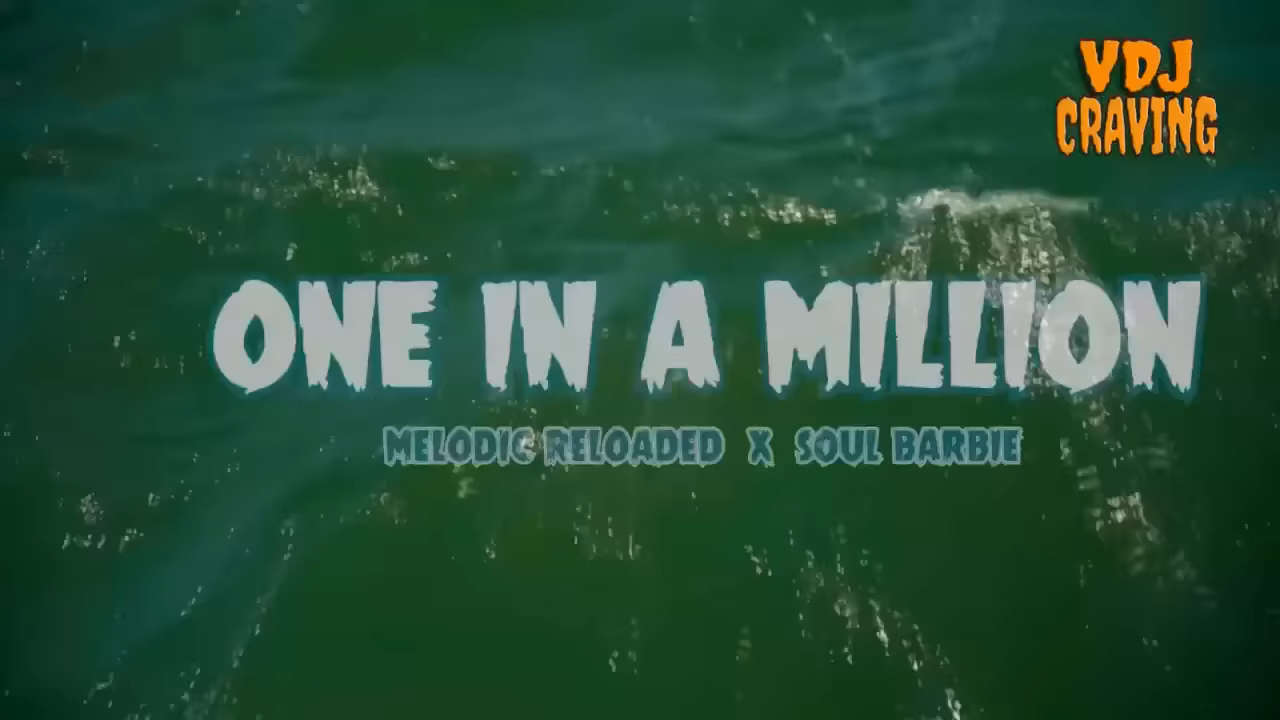 VDJ
CRAVING
ONE IN A MILLION
MELODIC RELOADED X SOUL BARBIE